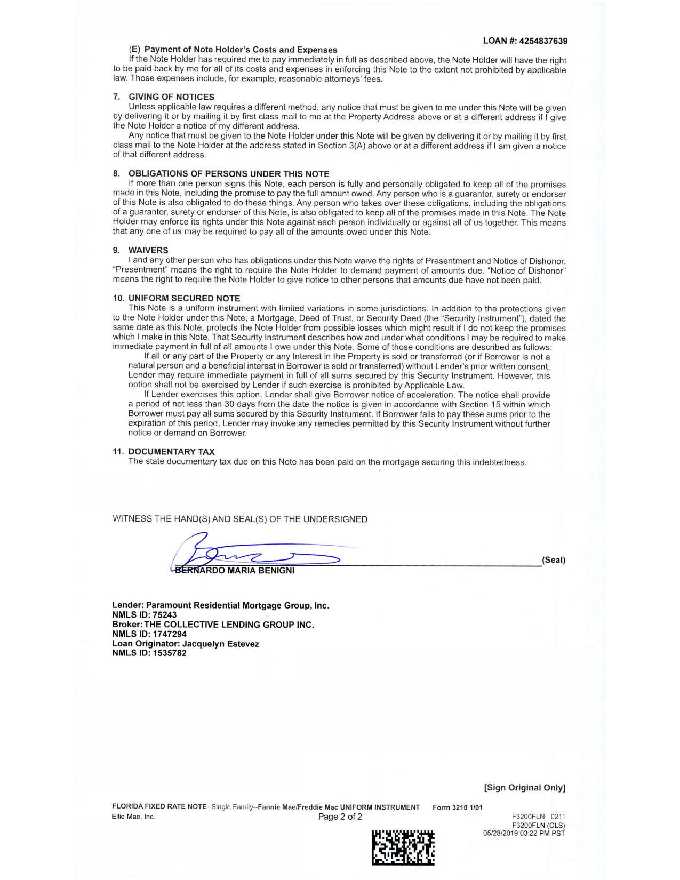 LOAN #: 4254837639
(E) Payment of Note Holder's Costs and Expenses
If the Note Holder has required me to pay immediately in full as described above, the Note Holder will have the right
to be paid back by me for all of its costs and expenses in enforcing this Note to the extent not prohibited by applicable
law. Those expenses include, for example, reasonable attorneys' fees.
7. GIVING OF NOTICES
Unless applicable law requires a different method, any notice that must be given to me under this Note will be given
by delivering it or by mailing it by first class mail to me at the Property Address above or at a different address if I give
the Note Holder a notice of my different address.
Any notice that must be given to the Note Holder under this Note will be given by delivering it or by mailing it by first
class mail to the Note Holder at the address stated in Section 3(A) above or at a different address if I am given a notice
of that different address.
8. OBLIGATIONS OF PERSONS UNDER THIS NOTE
If more than one person signs this Note, each person is fully and personally obligated to keep all of the promises
made in this Note, including the promise to pay the full amount owed. Any person who is a guarantor, surety or endorser
of this Note is also obligated to do these things. Any person who takes over these obligations, including the obligations
of a guarantor, surety or endorser of this Note, is also obligated to keep all of the promises made in this Note. The Note
Holder may enforce its rights under this Note against each person individually or against all of us together. This means
that any one of us may be required to pay all of the amounts owed under this Note.
9. WAIVERS
I and any other person who has obligations under this Note waive the rights of Presentment and Notice of Dishonor.
"Presentment" means the right to require the Note Holder to demand payment of amounts due. "Notice of Dishonor"
means the right to require the Note Holder to give notice to other persons that amounts due have not been paid.
10. UNIFORM SECURED NOTE
This Note is a uniform instrument with limited variations in some jurisdictions. In addition to the protections given
to the Note Holder under this Note, a Mortgage, Deed of Trust, or Security Deed (the "Security Instrument"), dated the
same date as this Note, protects the Note Holder from possible losses which might result if I do not keep the promises
which I make in this Note. That Security Instrument describes how and under what conditions I may be required to make
immediate payment in full of all amounts I owe under this Note. Some of those conditions are described as follows:
If all or any part of the Property or any Interest in the Property is sold or transferred (or if Borrower is not a
natural person and a beneficial interest in Borrower is sold or transferred) without Lender's prior written consent,
Lender may require immediate payment in full of all sums secured by this Security Instrument. However, this
option shall not be exercised by Lender if such exercise is prohibited by Applicable Law.
If Lender exercises this option, Lender shall give Borrower notice of acceleration. The notice shall provide
a period of not less than 30 days from the date the notice is given in accordance with Section 15 within which
Borrower must pay all sums secured by this Security Instrument. If Borrower fails to pay these sums prior to the
expiration of this period, Lender may invoke any remedies permitted by this Security Instrument without further
notice or demand on Borrower.
11. DOCUMENTARY TAX
The state documentary tax due on this Note has been paid on the mortgage securing this indebtedness.
WITNESS THE HAND(S) AND SEAL(S) OF THE UNDERSIGNED
(Seal)
BERNARDO MARIA BENIGNI
Lender: Paramount Residential Mortgage Group, Inc.
NMLS ID: 75243
Broker: THE COLLECTIVE LENDING GROUP INC.
NMLS ID: 1747294
Loan Originator: Jacquelyn Estevez
NMLS ID: 1535782
[Sign Original Only]
FLORIDA FIXED RATE NOTE--Single Family--Fannie Mae/Freddie Mac UNIFORM INSTRUMENT Form 3210 1/01
Ellie Mae, Inc. Page 2 of 2 F3200FLN
F3200FLN (CLS)
05/28/2019 03:22 PM PST